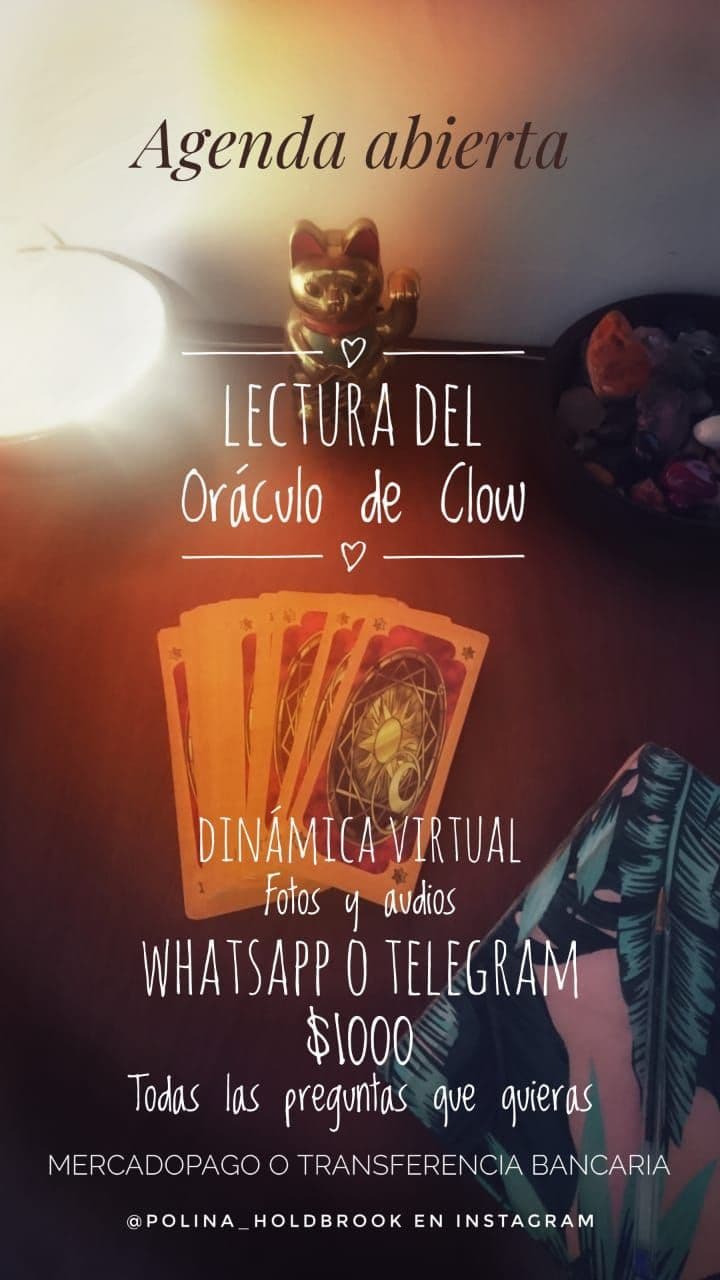 Agenda abierta
LECTURA DEL
Oráculo de Clow
DINÁMICA VIRTUAL
Fotos y audios
WHATSAPP O TELEGRAM
$1000
Todas las preguntas que quieras
MERCADOPAGO O TRANSFERENCIA BANCARIA
@POLINA_HOLDBROOK EN INSTAGRAM